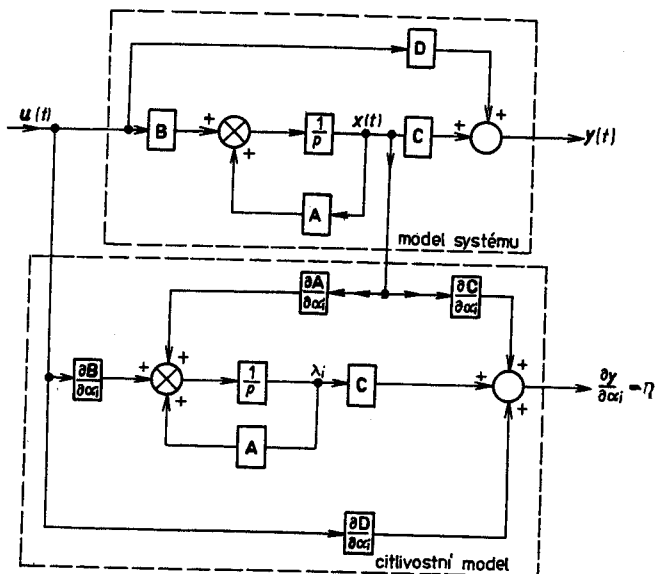 D
u(t)
B
+
+
1/p
x(t)
C
+
+
y(t)
A
model systému
∂A/∂αi
∂C/∂αi
∂B/∂αi
+
+
+
1/p
λi
C
+
+
+
∂y/∂αi = η
A
∂D/∂αi
citlivostní model